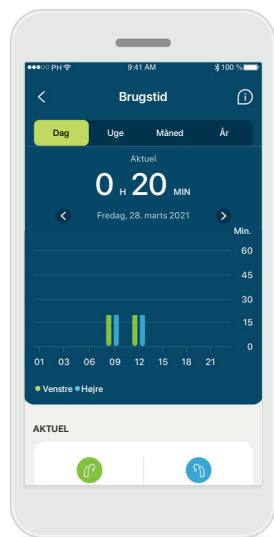 ●●●○○ PH 9:41 AM 100 %
Brugstid
Dag Uge Måned År
Aktuel
0 H 20 MIN
Fredag, 28. marts 2021
Min.
60
45
30
15
0
01 03 06 09 12 15 18 21
Venstre Højre
AKTUEL